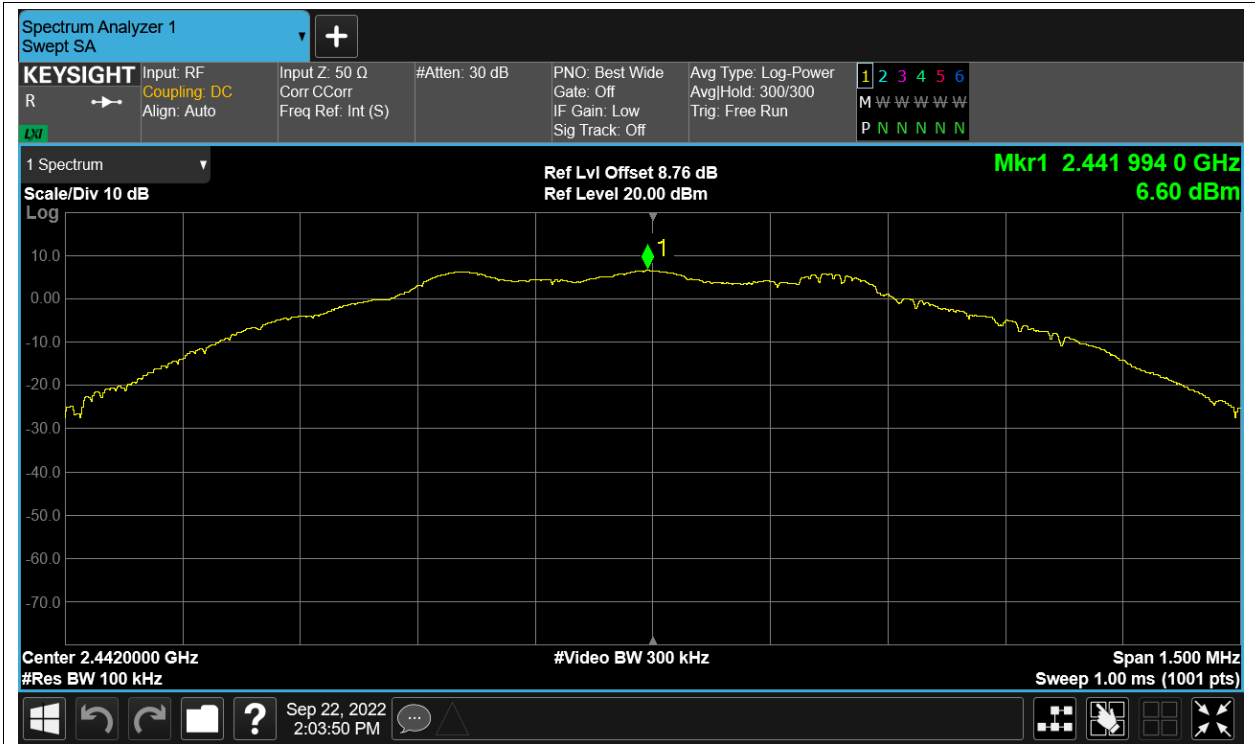 Spectrum Analyzer 1
Swept SA
KEYSIGHT
R
LXI
Input: RF
Coupling: DC
Align: Auto
Input Z: 50 Ω
Corr CCorr
Freq Ref: Int (S)
#Atten: 30 dB
PNO: Best Wide
Gate: Off
IF Gain: Low
Sig Track: Off
Avg Type: Log-Power
Avg|Hold: 300/300
Trig: Free Run
1 2 3 4 5 6
M W W W W W
P N N N N N
1 Spectrum
Scale/Div 10 dB
Log
Ref Lvl Offset 8.76 dB
Ref Level 20.00 dBm
Mkr1 2.441 994 0 GHz
6.60 dBm
1
10.0
0.00
-10.0
-20.0
-30.0
-40.0
-50.0
-60.0
-70.0
Center 2.4420000 GHz
#Res BW 100 kHz
#Video BW 300 kHz
Span 1.500 MHz
Sweep 1.00 ms (1001 pts)
?
Sep 22, 2022
2:03:50 PM